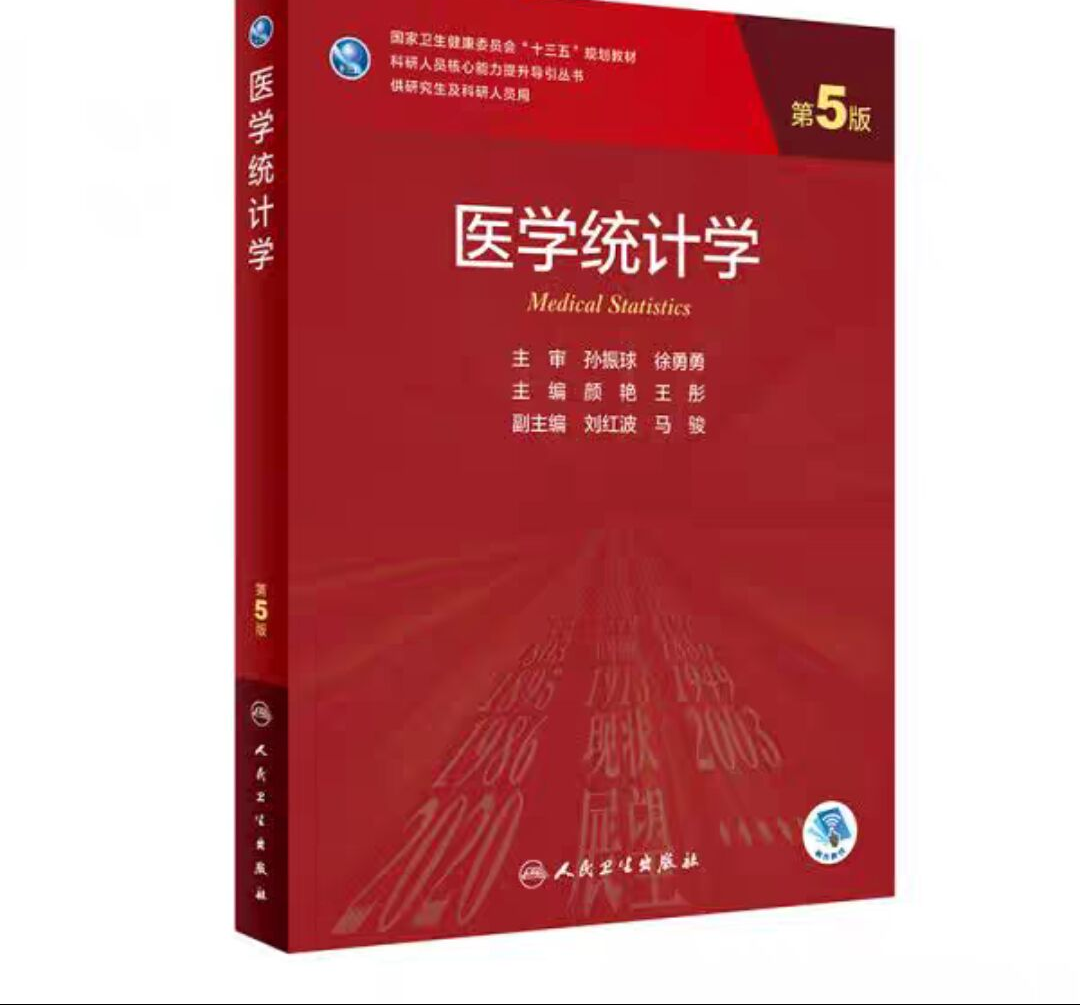 医学统计学
第5版
人民卫生出版社
国家卫生健康委员会“十三五”规划教材
科研人员核心能力提升导引丛书
供研究生及科研人员用
第5版
医学统计学
Medical Statistics
主 审 孙振球 徐勇勇
主 编 颜 艳 王 彤
副主编 刘红波 马 骏
1895 1913 1949
1986 现状 2003
2020 展望
人民卫生出版社